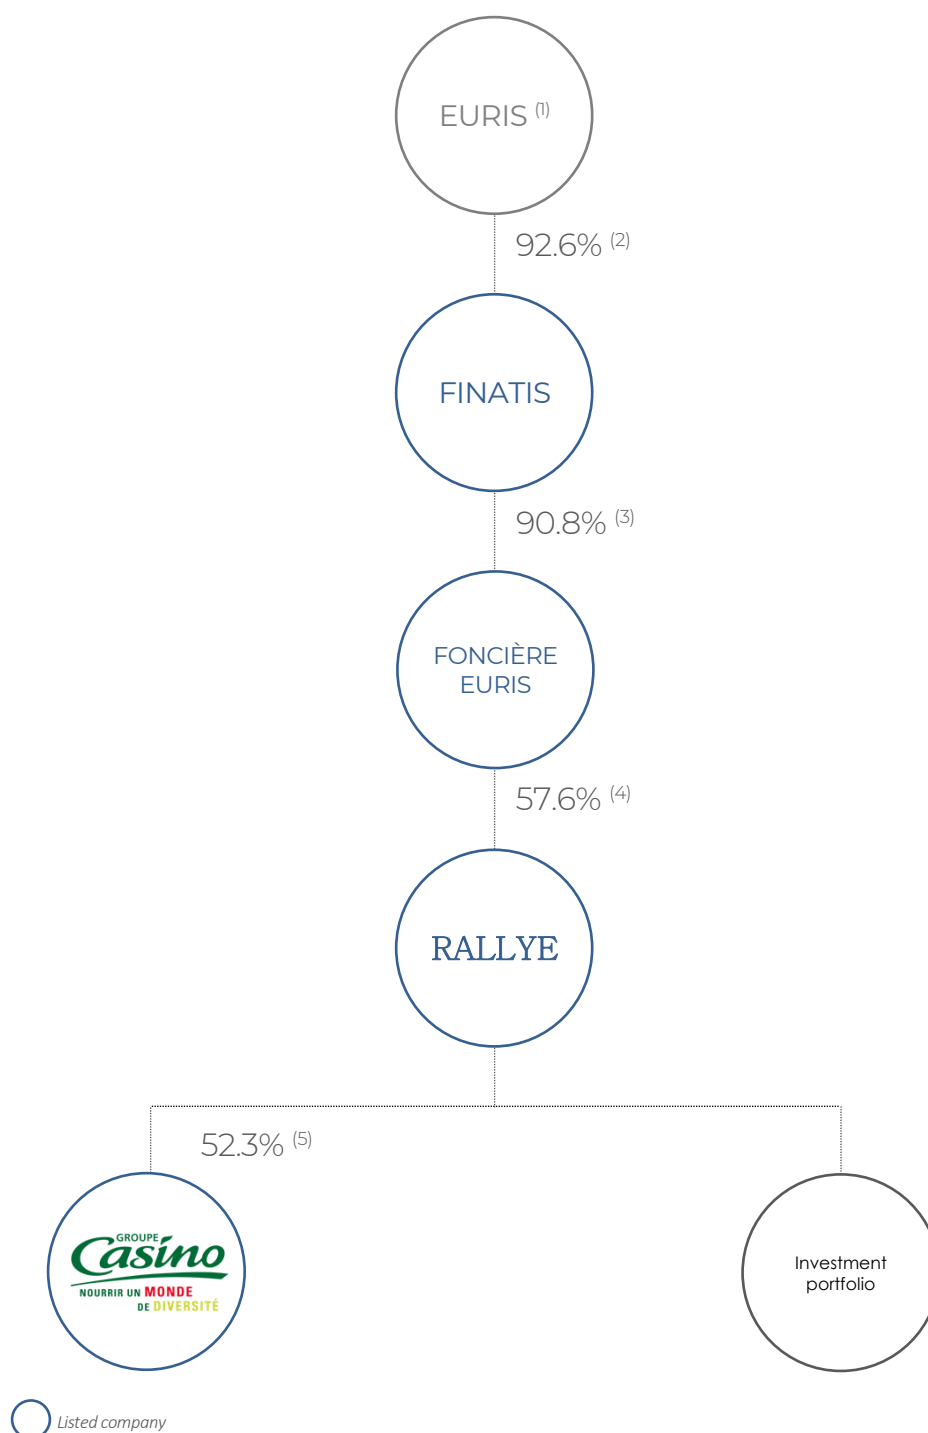 EURIS (1)
92.6% (2)
FINATIS
90.8% (3)
FONCIÈRE
EURIS
57.6% (4)
RALLYE
52.3% (5)
GROUPE
Casino
NOURRIR UN MONDE
DE DIVERSITÉ
Investment
portfolio
Listed company